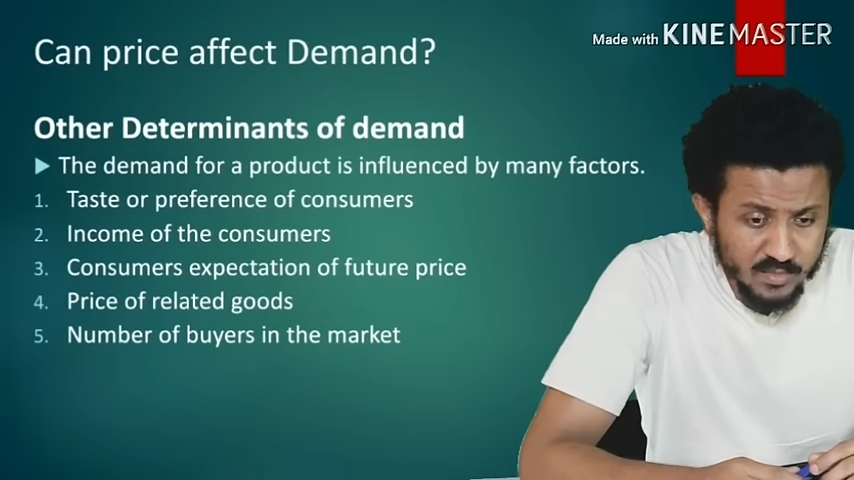 Can price affect Demand?
Made with KINEMASTER
Other Determinants of demand
The demand for a product is influenced by many factors.
1. Taste or preference of consumers
2. Income of the consumers
3. Consumers expectation of future price
4. Price of related goods
5. Number of buyers in the market